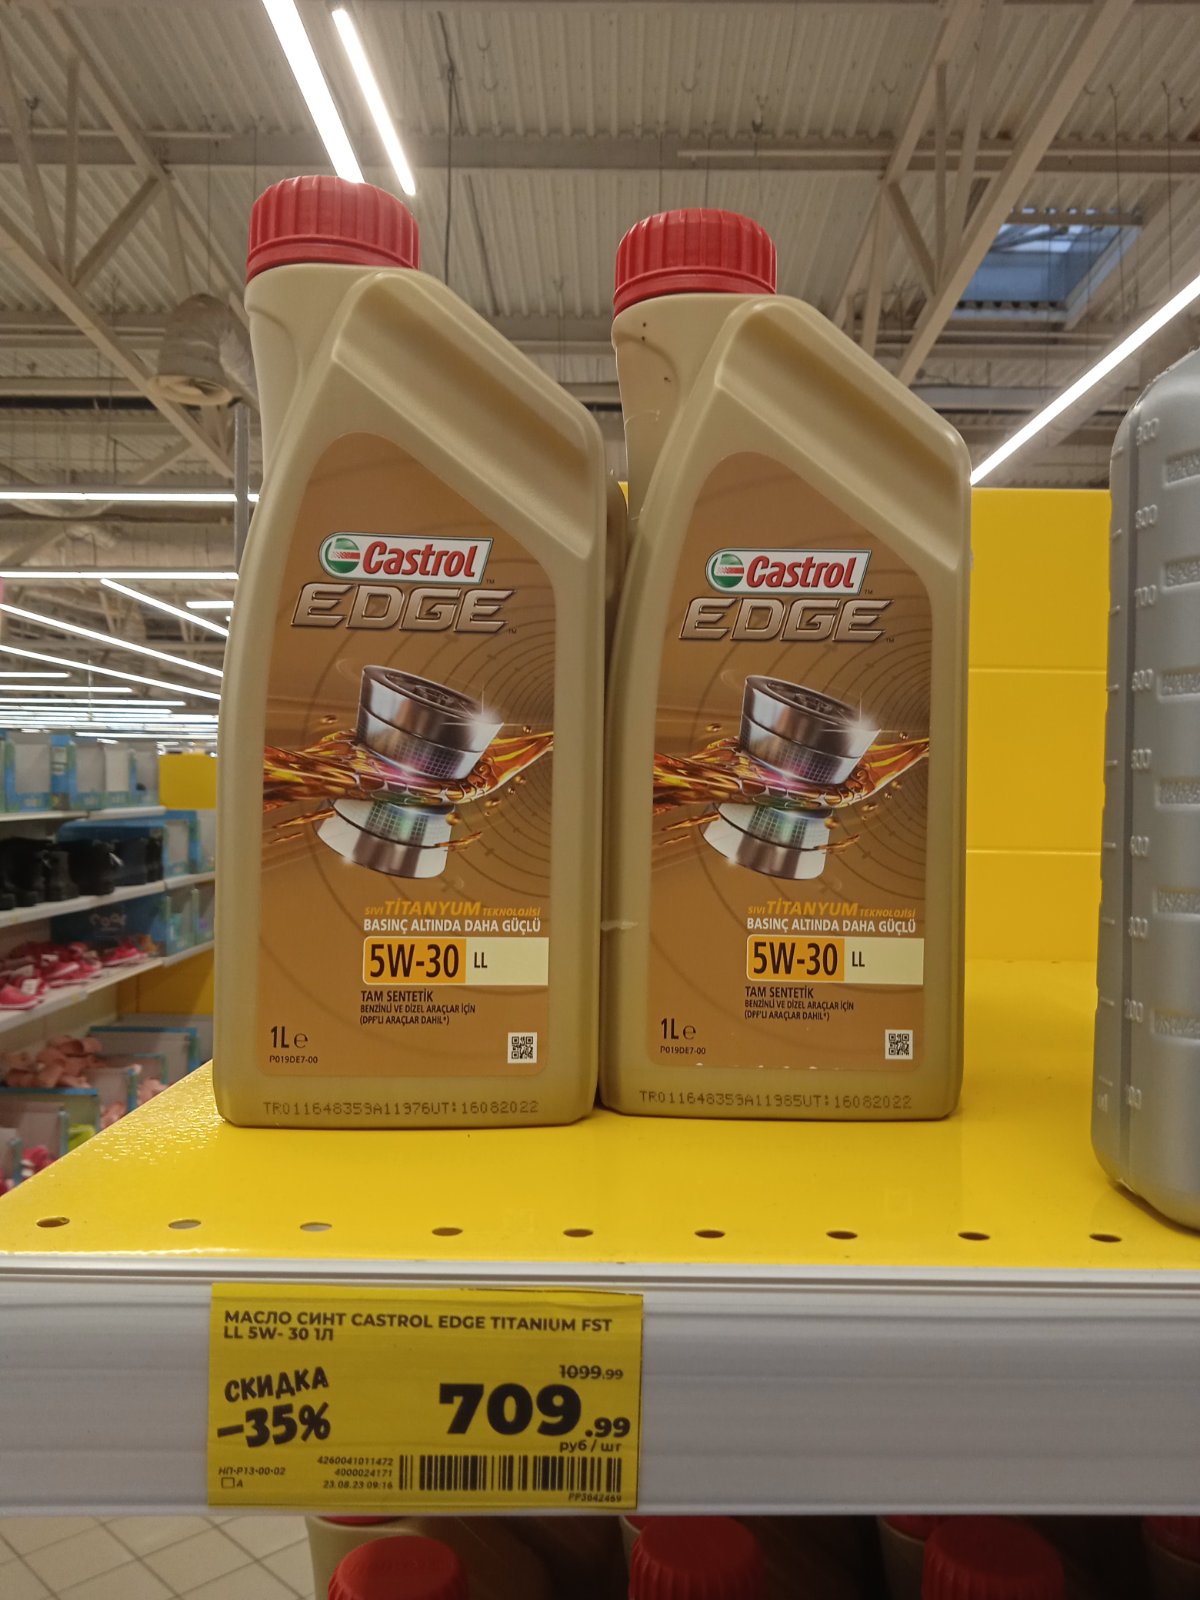 Castrol
EDGE
SIVI TİTANYUM TEKNOLOJİSİ
BASINÇ ALTINDA DAHA GÜÇLÜ
5W-30 LL
TAM SENTETİK
BENZİNLİ VE DİZEL ARAÇLAR İÇİN
(DPF'Lİ ARAÇLAR DAHİL*)
1L e
P019DE7-00
TR011648359A11976UT:16082022
Castrol
EDGE
SIVI TİTANYUM TEKNOLOJİSİ
BASINÇ ALTINDA DAHA GÜÇLÜ
5W-30 LL
TAM SENTETİK
BENZİNLİ VE DİZEL ARAÇLAR İÇİN
(DPF'Lİ ARAÇLAR DAHİL*)
1L e
P019DE7-00
TR011648359A11985UT:16082022
МАСЛО СИНТ CASTROL EDGE TITANIUM FST
LL 5W- 30 1Л
СКИДКА
-35%
1099.99
709.99
руб / шт
4260041011472
НП-Р13-00-02
4000024171
А
23.08.23 09:16
PP3642469